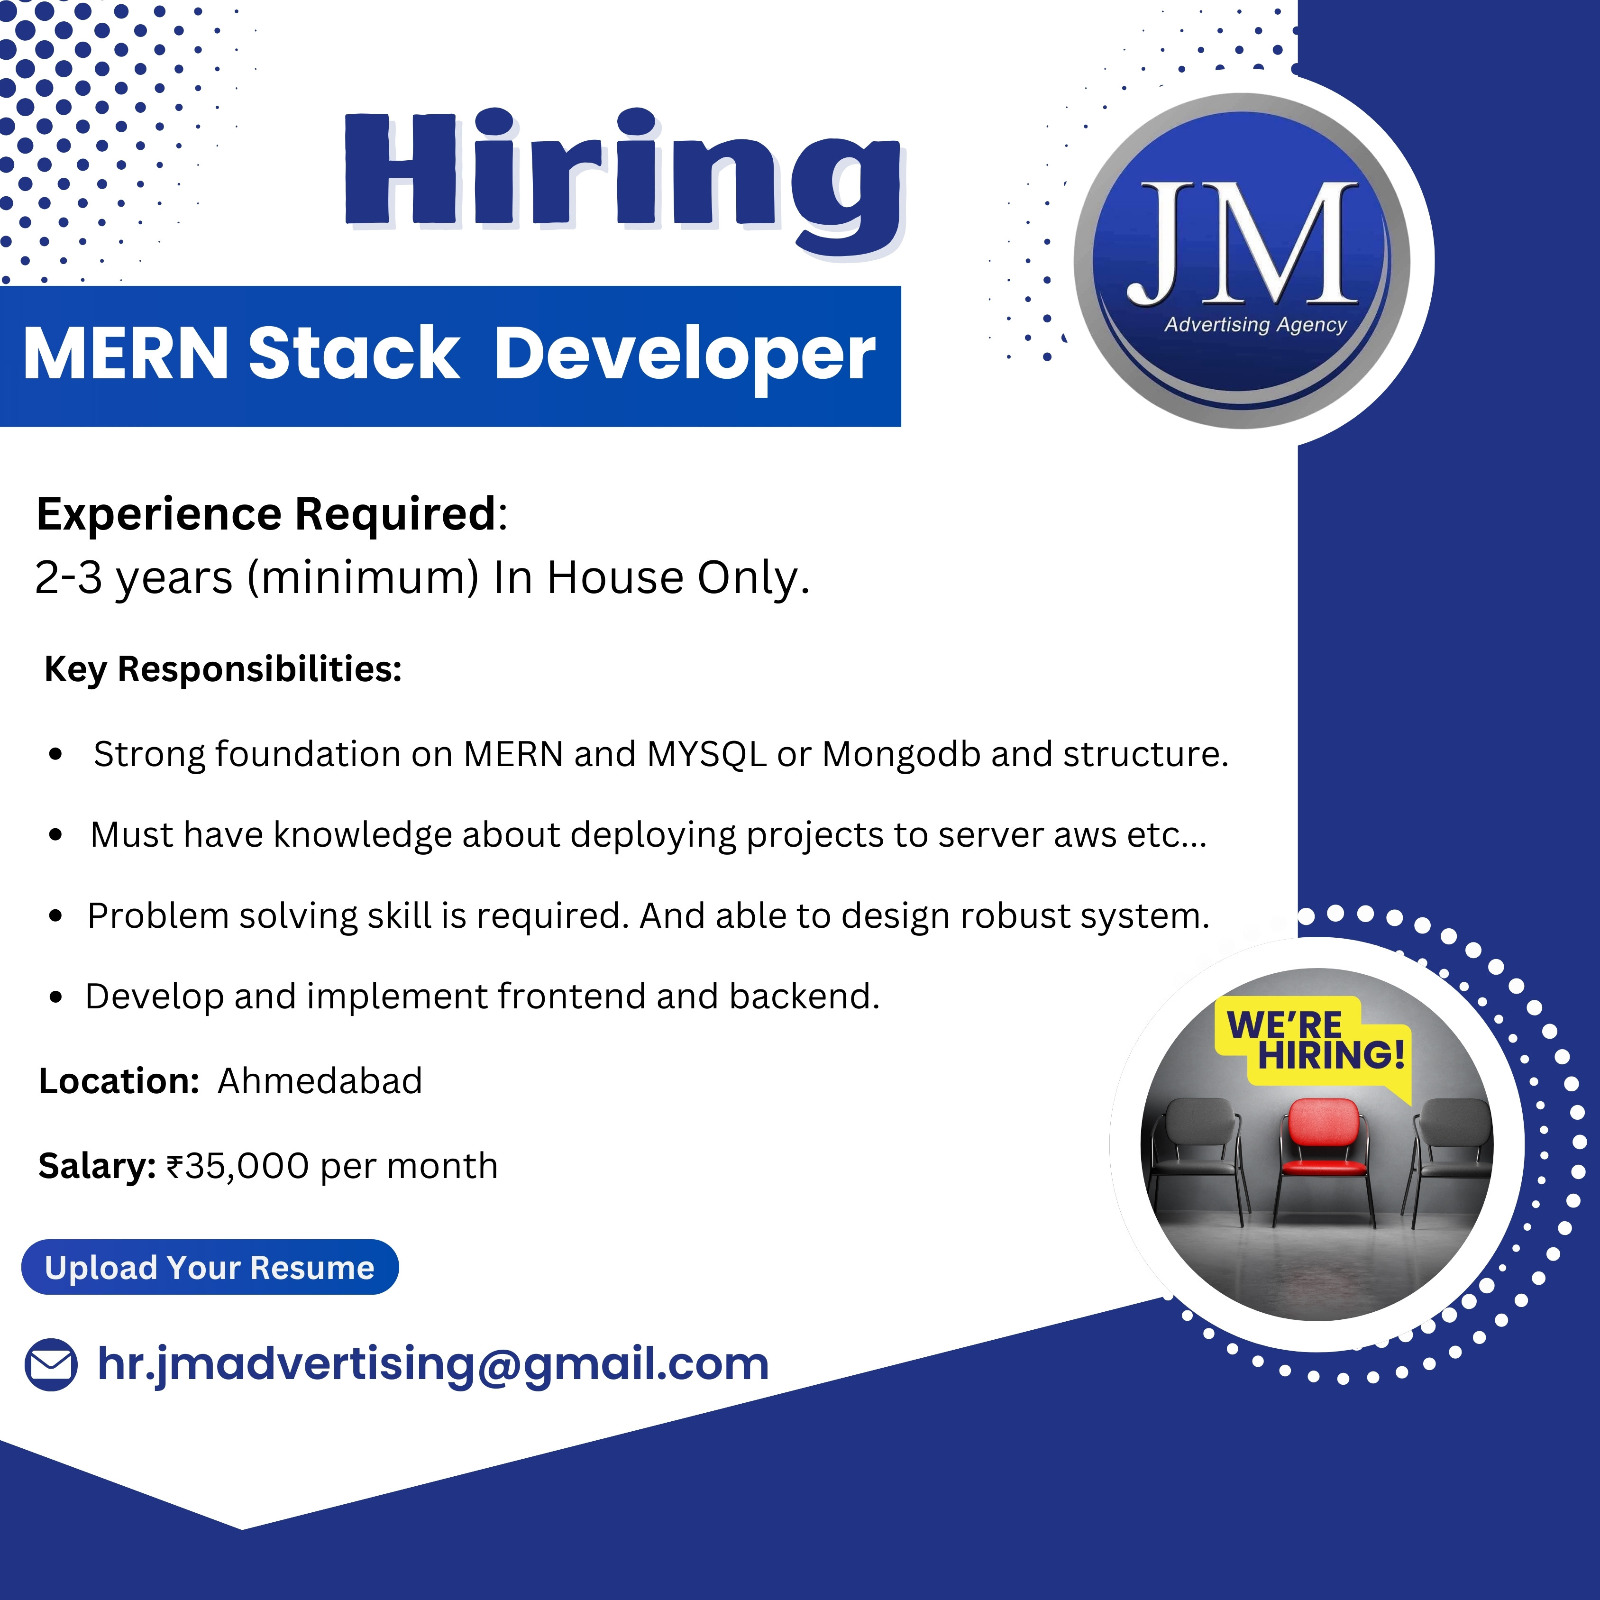 Hiring
JM
Advertising Agency
MERN Stack Developer
Experience Required:
2-3 years (minimum) In House Only.
Key Responsibilities:
• Strong foundation on MERN and MYSQL or Mongodb and structure.
• Must have knowledge about deploying projects to server aws etc...
• Problem solving skill is required. And able to design robust system.
• Develop and implement frontend and backend.
WE'RE
HIRING!
Location: Ahmedabad
Salary: ₹35,000 per month
Upload Your Resume
hr.jmadvertising@gmail.com